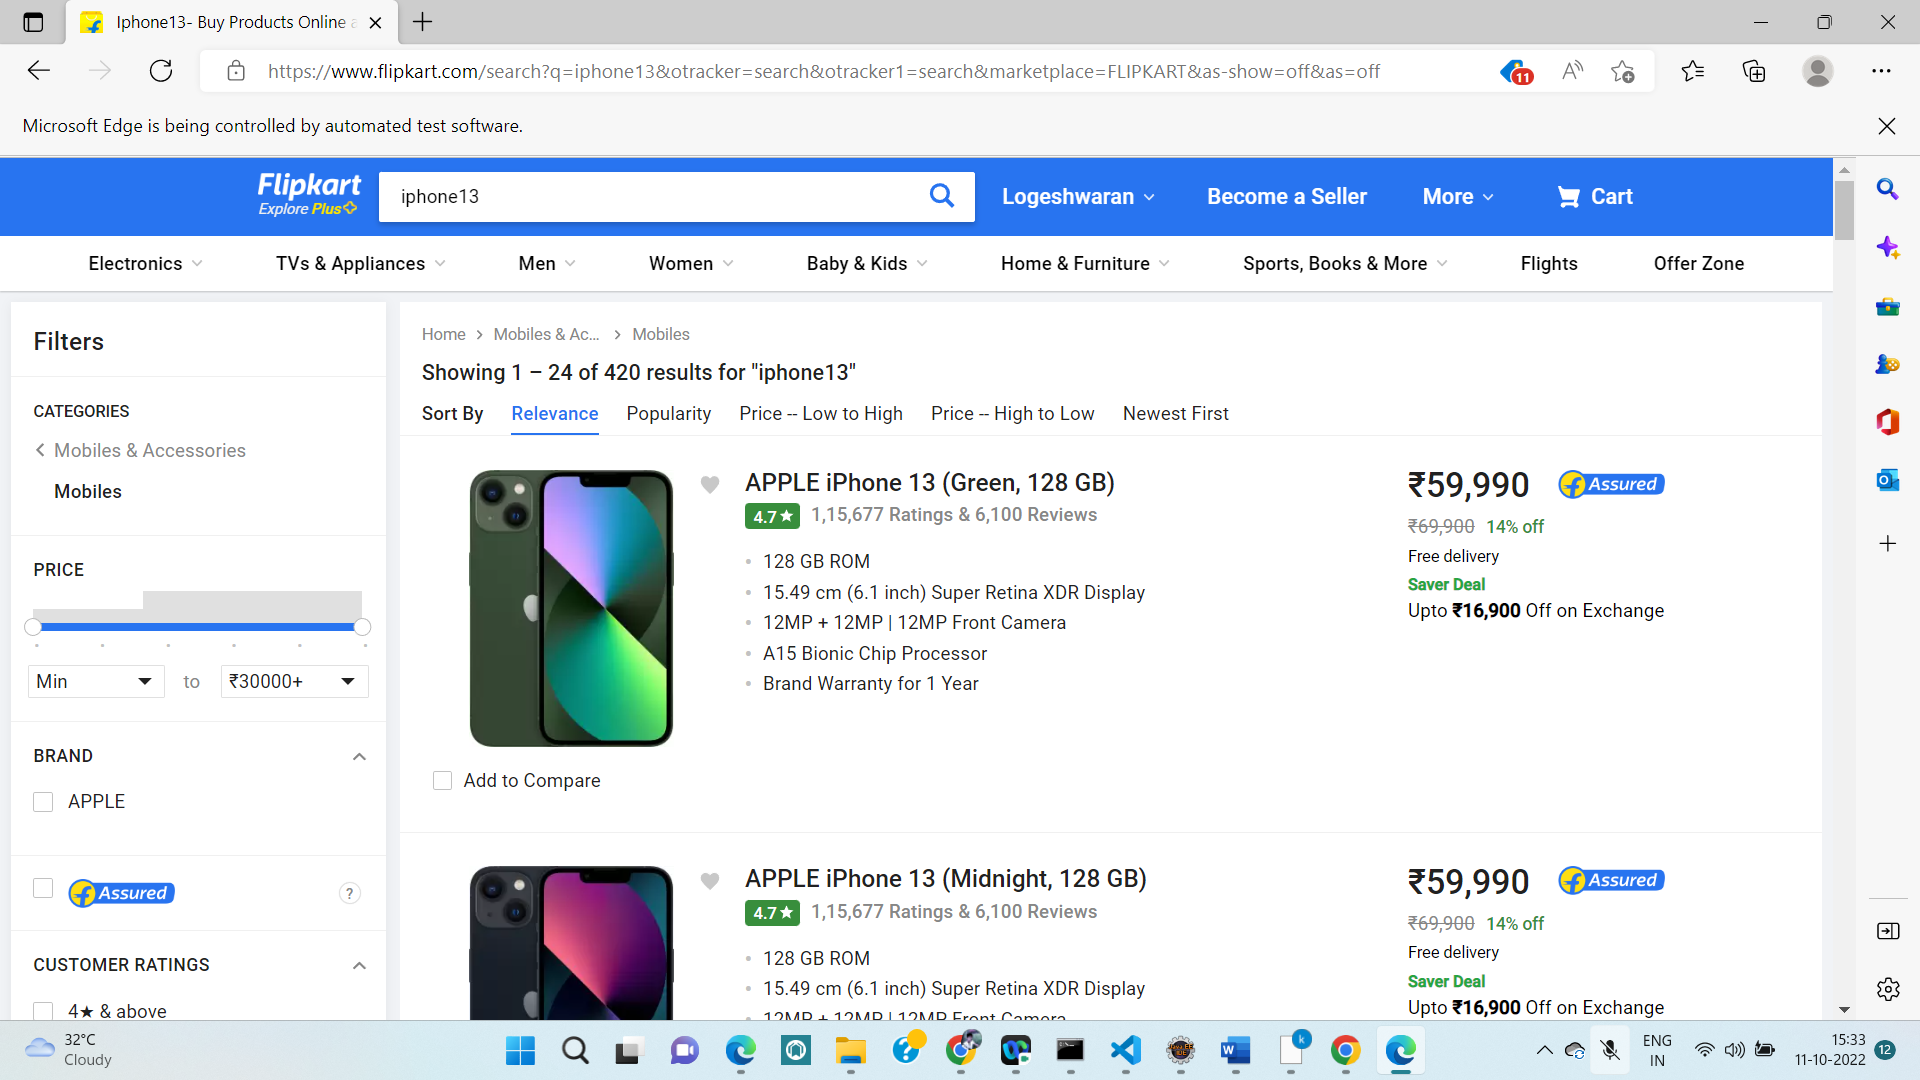 Iphone13- Buy Products Online a
https://www.flipkart.com/search?q=iphone13&otracker=search&otracker1=search&marketplace=FLIPKART&as-show=off&as=off
11
Microsoft Edge is being controlled by automated test software.
Flipkart
Explore Plus
iphone13
Logeshwaran
Become a Seller
More
Cart
Electronics
TVs & Appliances
Men
Women
Baby & Kids
Home & Furniture
Sports, Books & More
Flights
Offer Zone
Filters
CATEGORIES
Mobiles & Accessories
Mobiles
PRICE
Min
to
₹30000+
BRAND
APPLE
Assured
?
CUSTOMER RATINGS
4★ & above
Home
Mobiles & Ac...
Mobiles
Showing 1 – 24 of 420 results for "iphone13"
Sort By
Relevance
Popularity
Price -- Low to High
Price -- High to Low
Newest First
APPLE iPhone 13 (Green, 128 GB)
4.7★ 1,15,677 Ratings & 6,100 Reviews
128 GB ROM
15.49 cm (6.1 inch) Super Retina XDR Display
12MP + 12MP | 12MP Front Camera
A15 Bionic Chip Processor
Brand Warranty for 1 Year
Add to Compare
₹59,990
Assured
₹69,900 14% off
Free delivery
Saver Deal
Upto ₹16,900 Off on Exchange
APPLE iPhone 13 (Midnight, 128 GB)
4.7★ 1,15,677 Ratings & 6,100 Reviews
128 GB ROM
15.49 cm (6.1 inch) Super Retina XDR Display
12MP + 12MP | 12MP Front Camera
₹59,990
Assured
₹69,900 14% off
Free delivery
Saver Deal
Upto ₹16,900 Off on Exchange
32°C
Cloudy
ENG
IN
15:33
11-10-2022
12